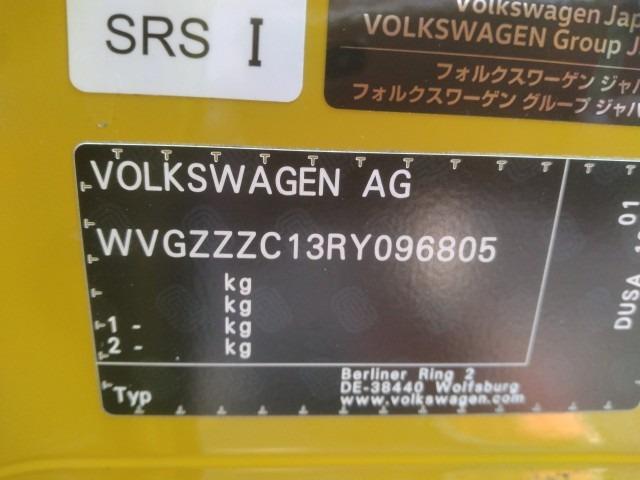 SRS I
Volkswagen Jap
VOLKSWAGEN Group J
フォルクスワーゲン ジャパ
フォルクスワーゲン グループ ジャパ
VOLKSWAGEN AG
WVGZZZC13RY096805
kg
kg
1 - kg
2 - kg
Typ
Berliner Ring 2
DE-38440 Wolfsburg
www.volkswagen.com
01
DUSA